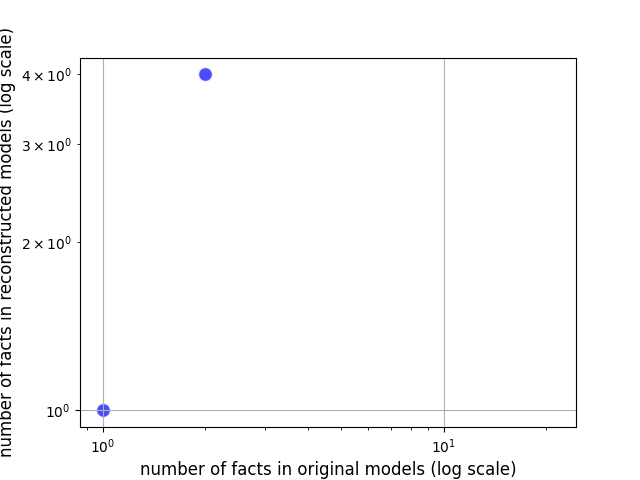 number of facts in reconstructed models (log scale)
4 × 10⁰
3 × 10⁰
2 × 10⁰
10⁰
10⁰ 10¹
number of facts in original models (log scale)